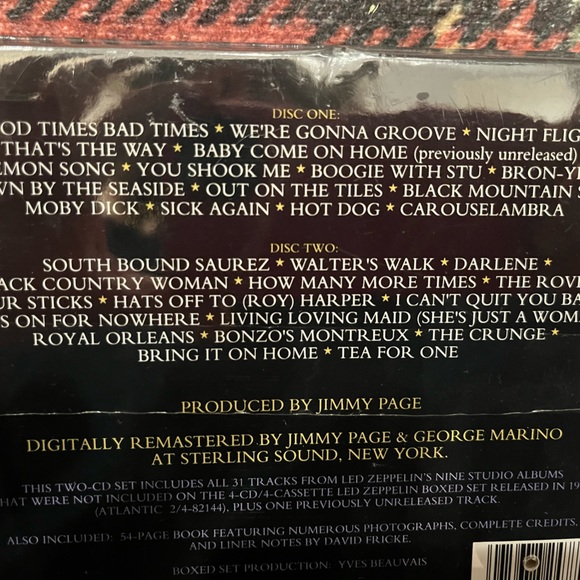 DISC ONE:
OD TIMES BAD TIMES * WE'RE GONNA GROOVE * NIGHT FLIG
THAT'S THE WAY * BABY COME ON HOME (previously unreleased)
EMON SONG * YOU SHOOK ME * BOOGIE WITH STU * BRON-YR
WN BY THE SEASIDE * OUT ON THE TILES * BLACK MOUNTAIN S
MOBY DICK * SICK AGAIN * HOT DOG * CAROUSELAMBRA
DISC TWO:
SOUTH BOUND SAUREZ * WALTER'S WALK * DARLENE *
ACK COUNTRY WOMAN * HOW MANY MORE TIMES * THE ROVE
UR STICKS * HATS OFF TO (ROY) HARPER * I CAN'T QUIT YOU BA
TS ON FOR NOWHERE * LIVING LOVING MAID (SHE'S JUST A WOMA
ROYAL ORLEANS * BONZO'S MONTREUX * THE CRUNGE *
BRING IT ON HOME * TEA FOR ONE
PRODUCED BY JIMMY PAGE
DIGITALLY REMASTERED BY JIMMY PAGE & GEORGE MARINO
AT STERLING SOUND, NEW YORK.
THIS TWO-CD SET INCLUDES ALL 31 TRACKS FROM LED ZEPPELIN'S NINE STUDIO ALBUMS
HAT WERE NOT INCLUDED ON THE 4-CD/4-CASSETTE LED ZEPPELIN BOXED SET RELEASED IN 19
(ATLANTIC 2/4-82144), PLUS ONE PREVIOUSLY UNRELEASED TRACK.
ALSO INCLUDED: 54-PAGE BOOK FEATURING NUMEROUS PHOTOGRAPHS, COMPLETE CREDITS,
AND LINER NOTES BY DAVID FRICKE.
BOXED SET PRODUCTION: YVES BEAUVAIS